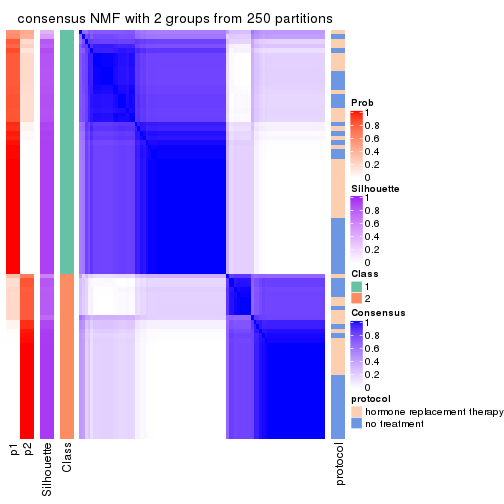 consensus NMF with 2 groups from 250 partitions
Prob
1
0.8
0.6
0.4
0.2
0
Silhouette
1
0.8
0.6
0.4
0.2
0
Class
1
2
Consensus
1
0.8
0.6
0.4
0.2
0
protocol
hormone replacement therapy
no treatment
p1
p2
Silhouette
Class
protocol